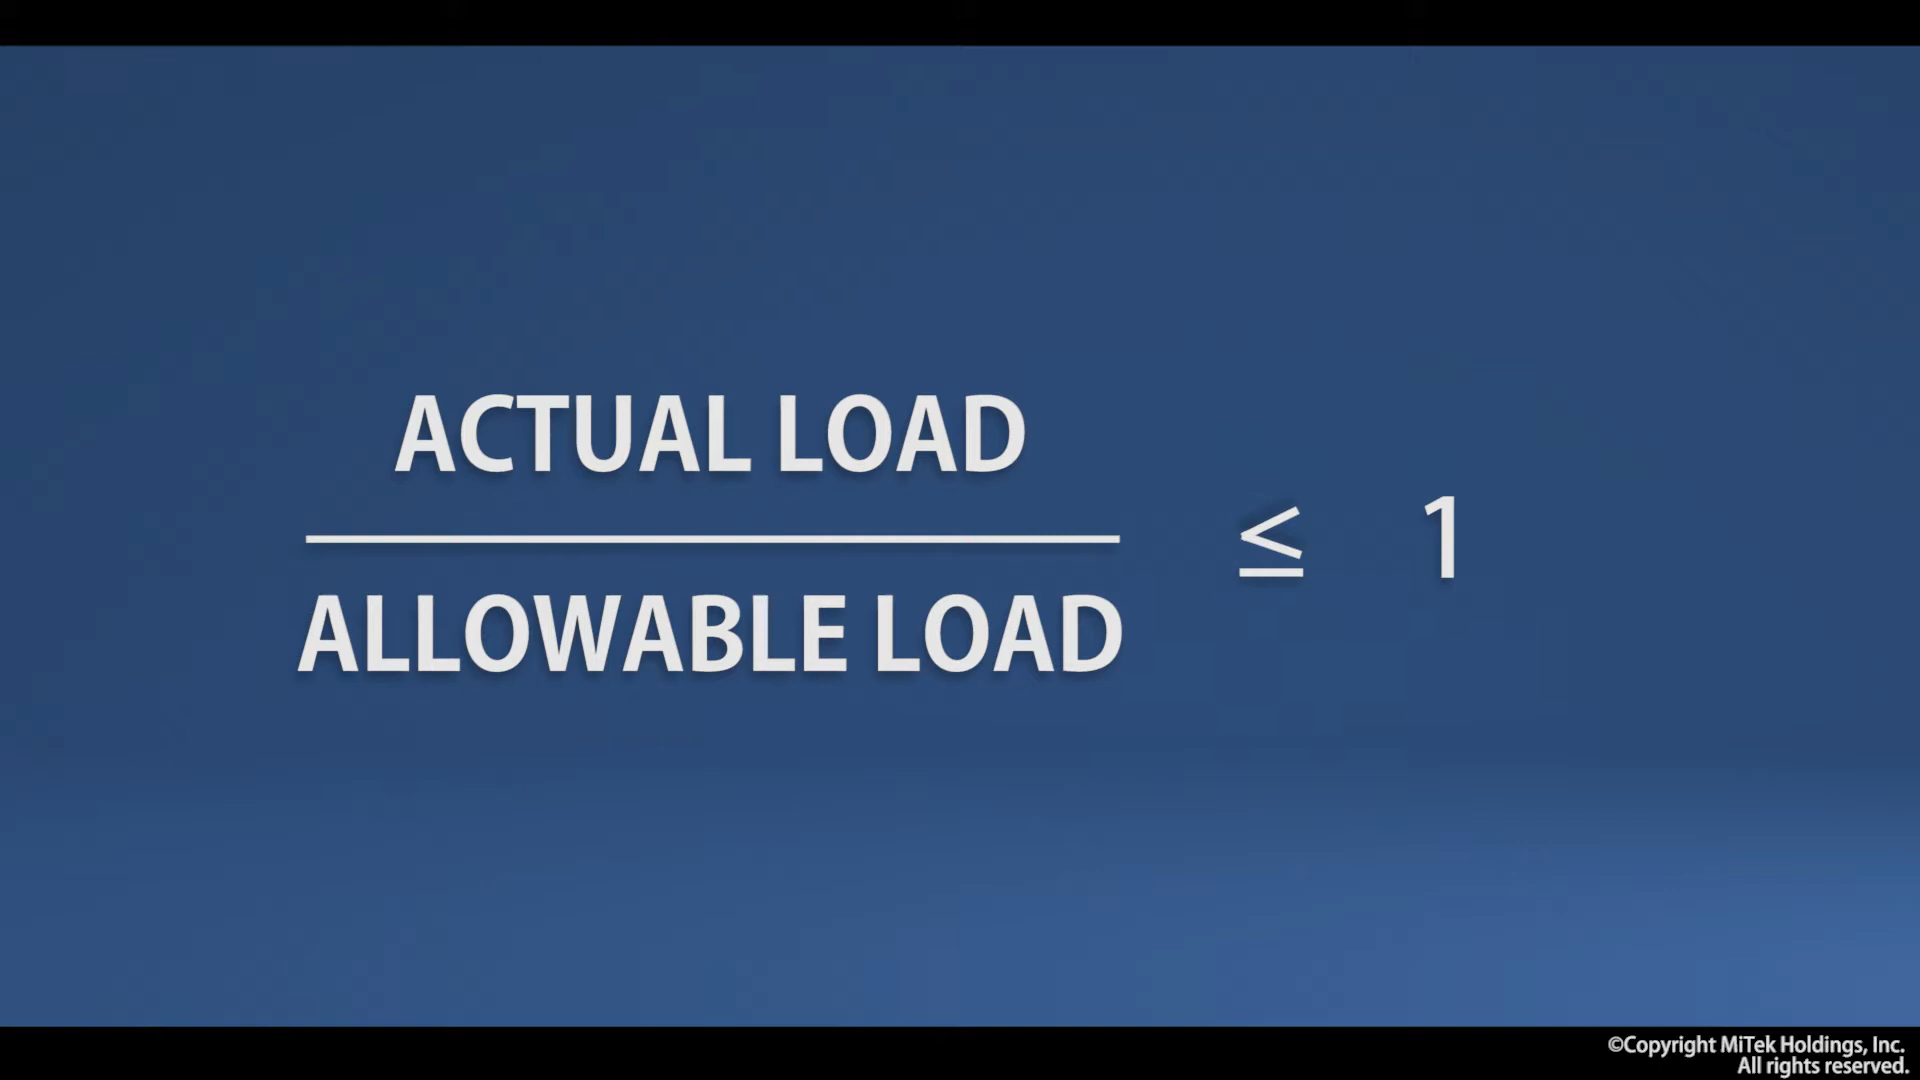 ACTUAL LOAD
ALLOWABLE LOAD
≤ 1
©Copyright MiTek Holdings, Inc.
All rights reserved.